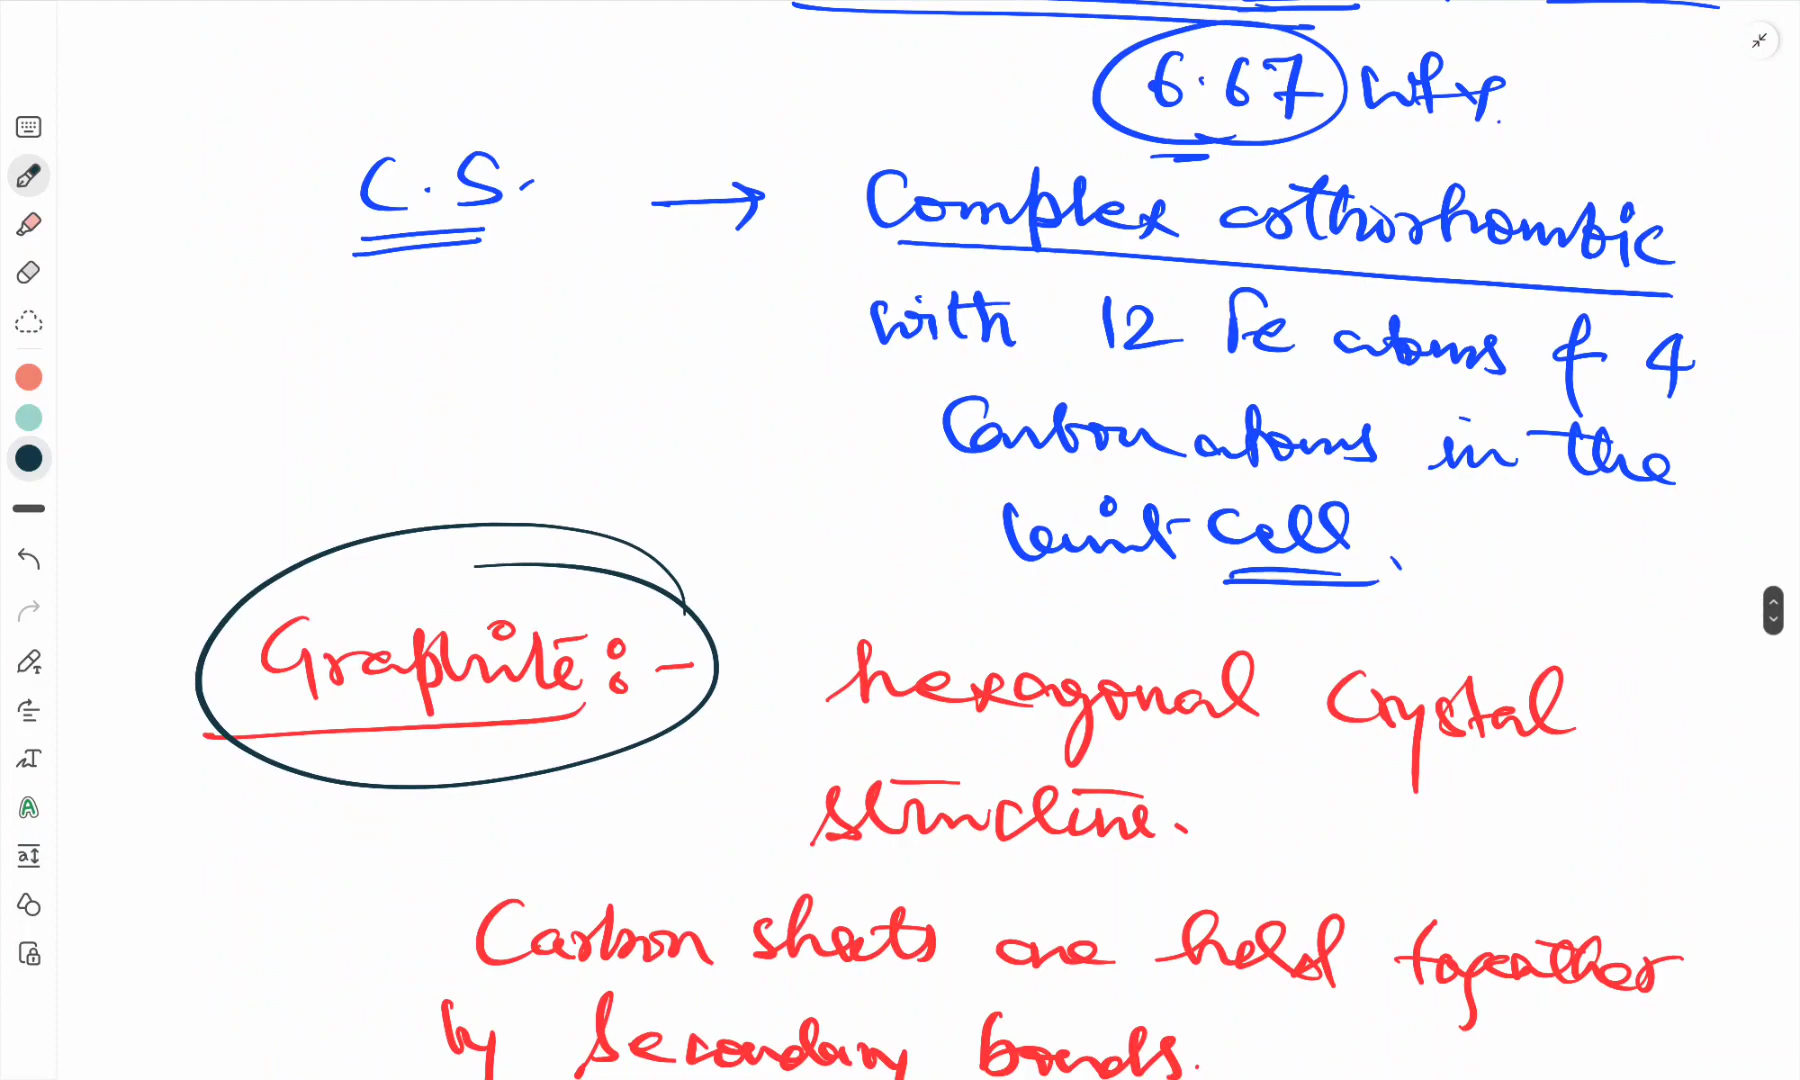 6.67 wt%.
C.S. → Complex orthorhombic
with 12 Fe atoms & 4
Carbon atoms in the
Unit Cell.
Graphite:- hexagonal Crystal
structure.
Carbon sheets are held together
by Secondary bonds.